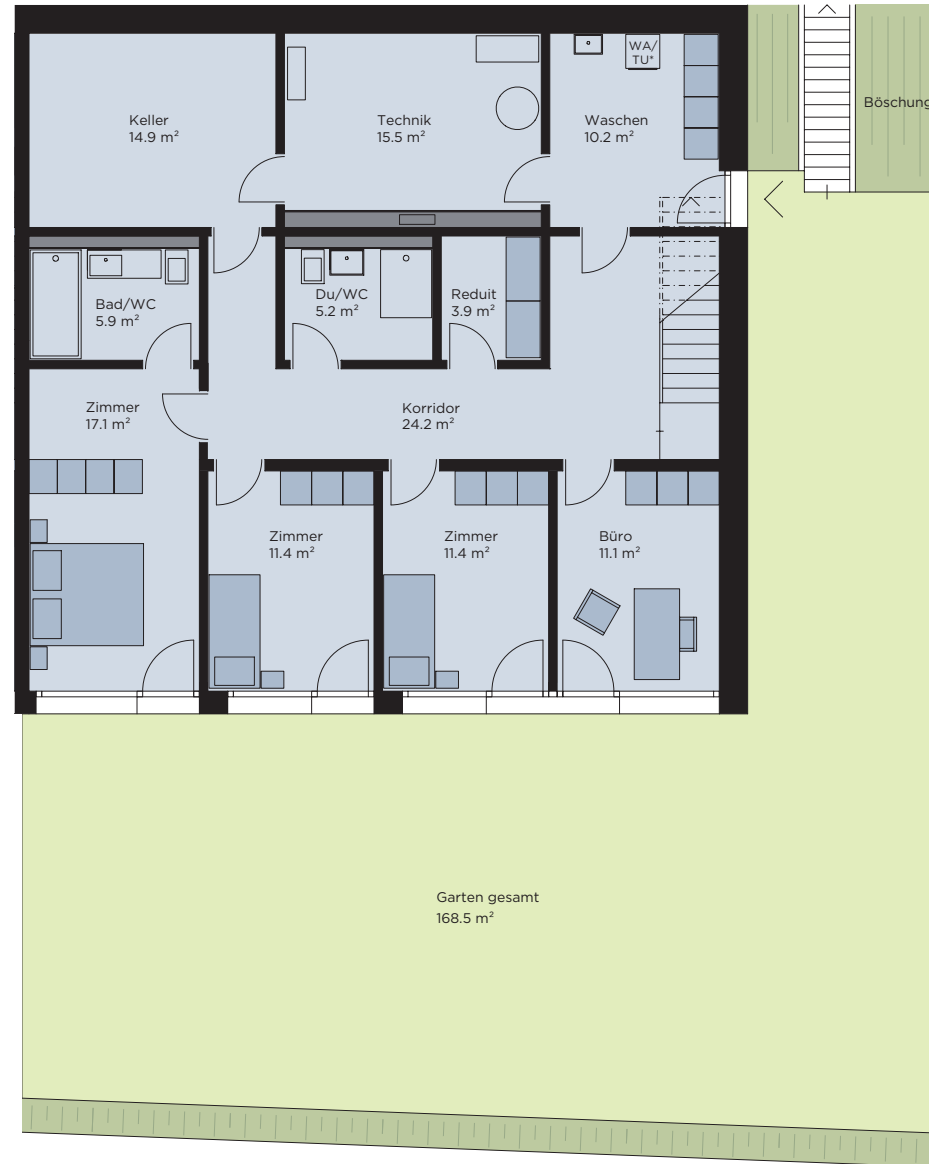 WA/
TU*
Böschung
Keller
14.9 m²
Technik
15.5 m²
Waschen
10.2 m²
Bad/WC
5.9 m²
Du/WC
5.2 m²
Reduit
3.9 m²
Zimmer
17.1 m²
Korridor
24.2 m²
Zimmer
11.4 m²
Zimmer
11.4 m²
Büro
11.1 m²
Garten gesamt
168.5 m²